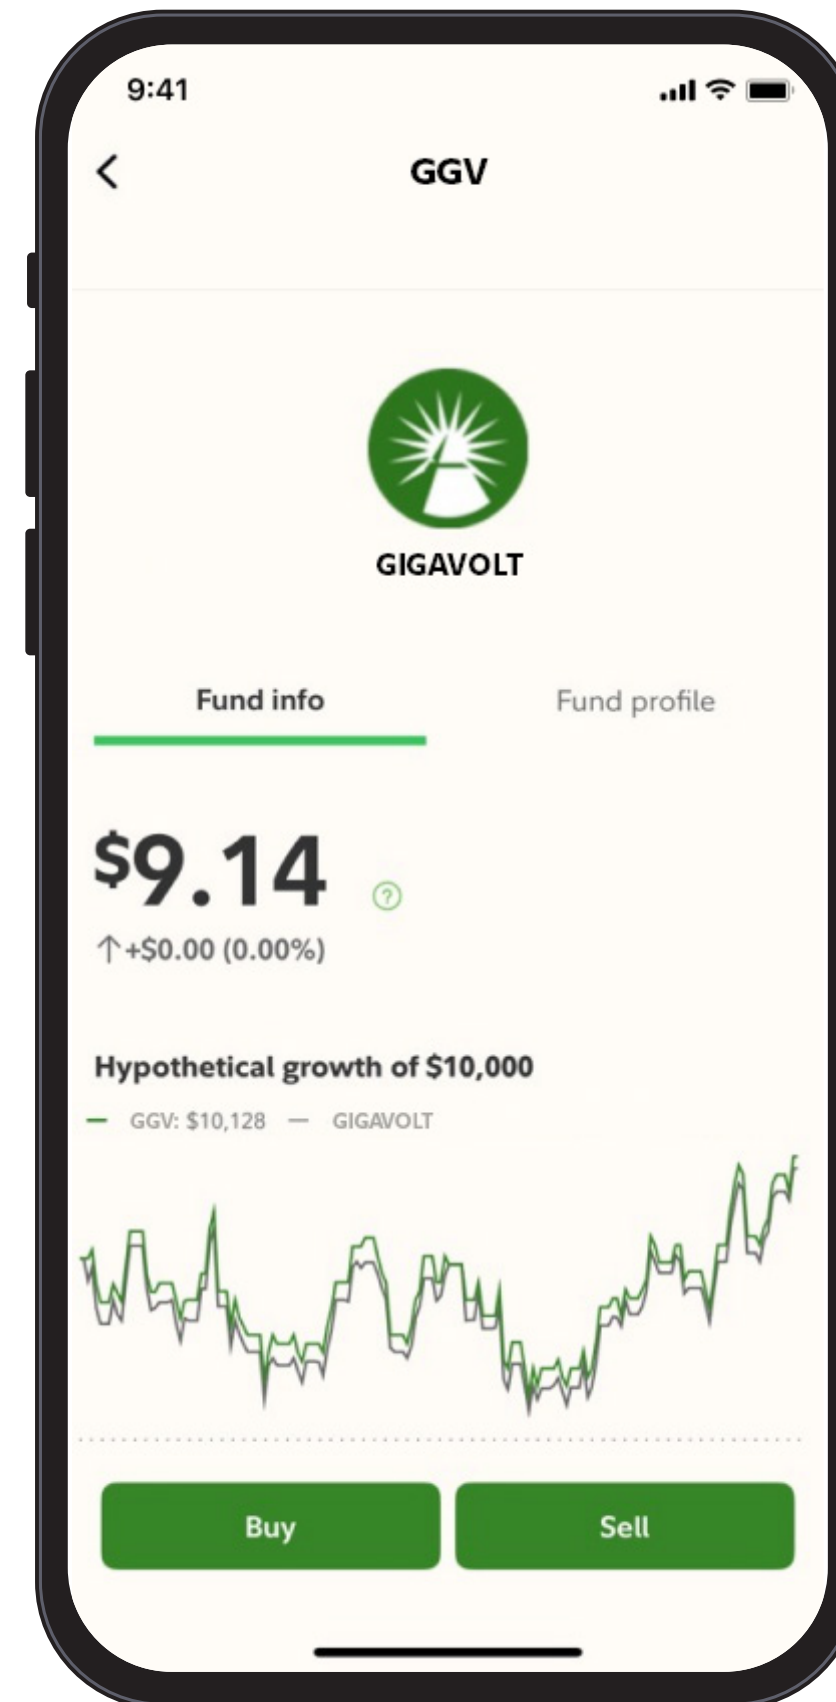 9:41
GGV
GIGAVOLT
Fund info Fund profile
$9.14 ?
↑+$0.00 (0.00%)
Hypothetical growth of $10,000
GGV: $10,128 GIGAVOLT
Buy Sell